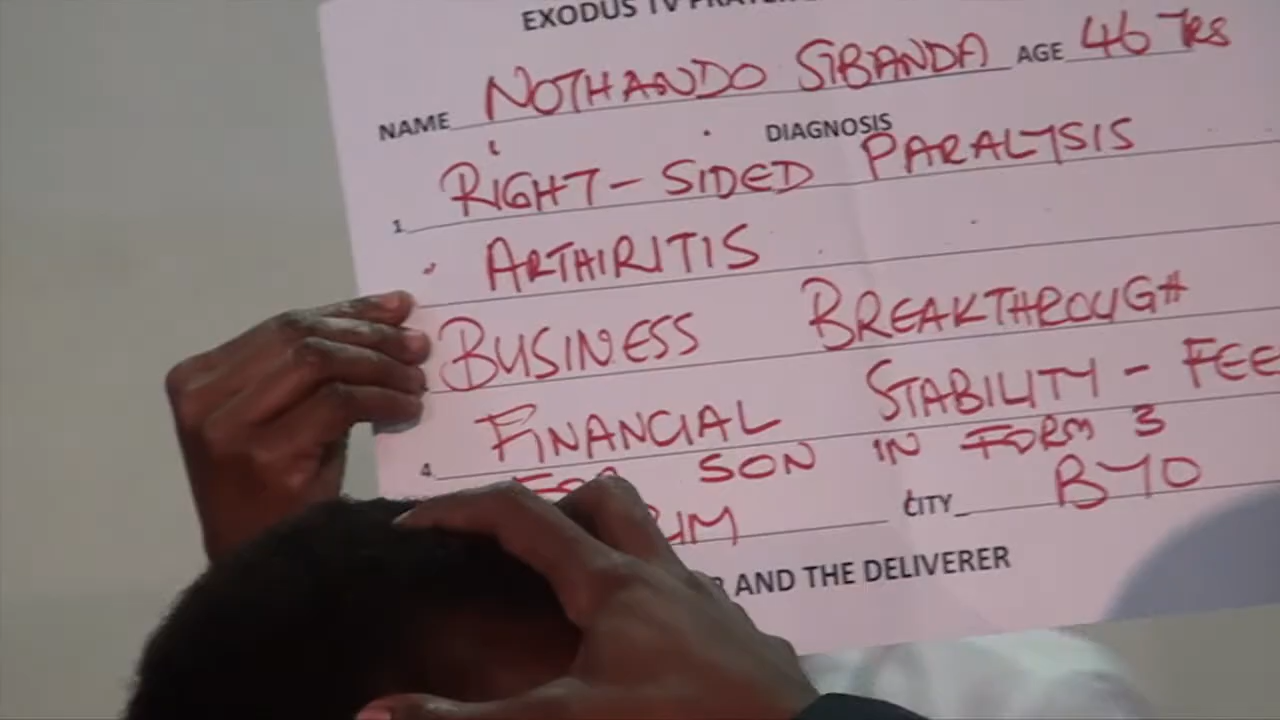 EXODUS TV
NAME NOTHANDO SIBANDA AGE 46 YRS
DIAGNOSIS
1. RIGHT-SIDED PARALYSIS
ARTHIRITIS
BUSINESS BREAKTHROUGH
4. FINANCIAL STABILITY - FEE
SON IN FORM 3
CITY BYO
AND THE DELIVERER